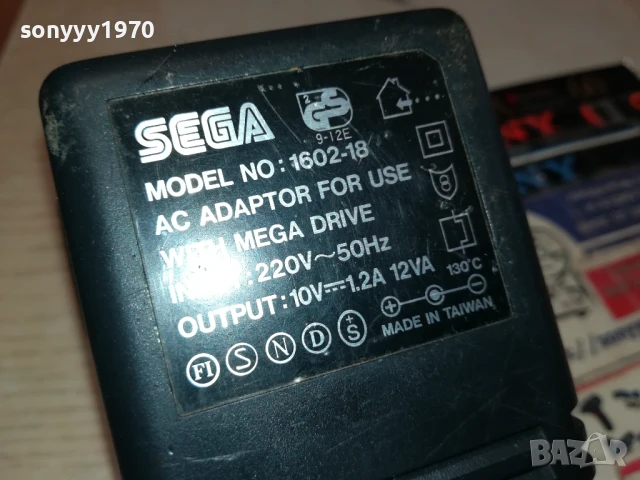 sonyyy1970
SEGA
9-12E
MODEL NO: 1602-18
AC ADAPTOR FOR USE
WITH MEGA DRIVE
220V~50Hz
OUTPUT: 10V⎓1.2A 12VA
130°C
MADE IN TAIWAN
FI S N D +S
BAZAR